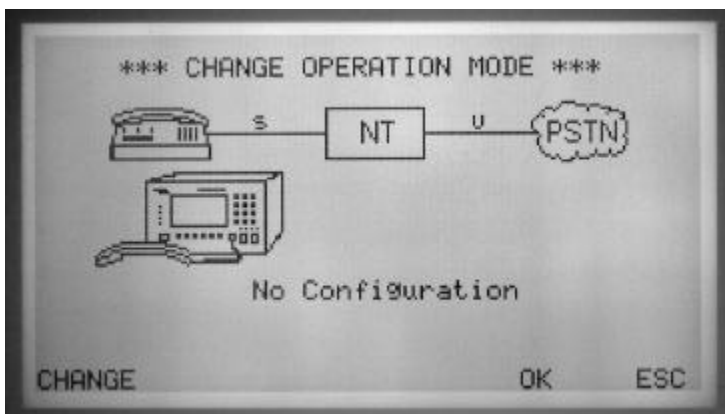 *** CHANGE OPERATION MODE ***
S NT U PSTN
No Configuration
CHANGE OK ESC